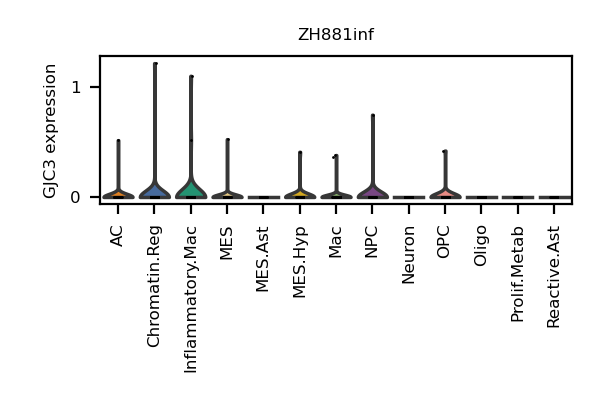 ZH881inf
GJC3 expression
1
0
AC
Chromatin.Reg
Inflammatory.Mac
MES
MES.Ast
MES.Hyp
Mac
NPC
Neuron
OPC
Oligo
Prolif.Metab
Reactive.Ast